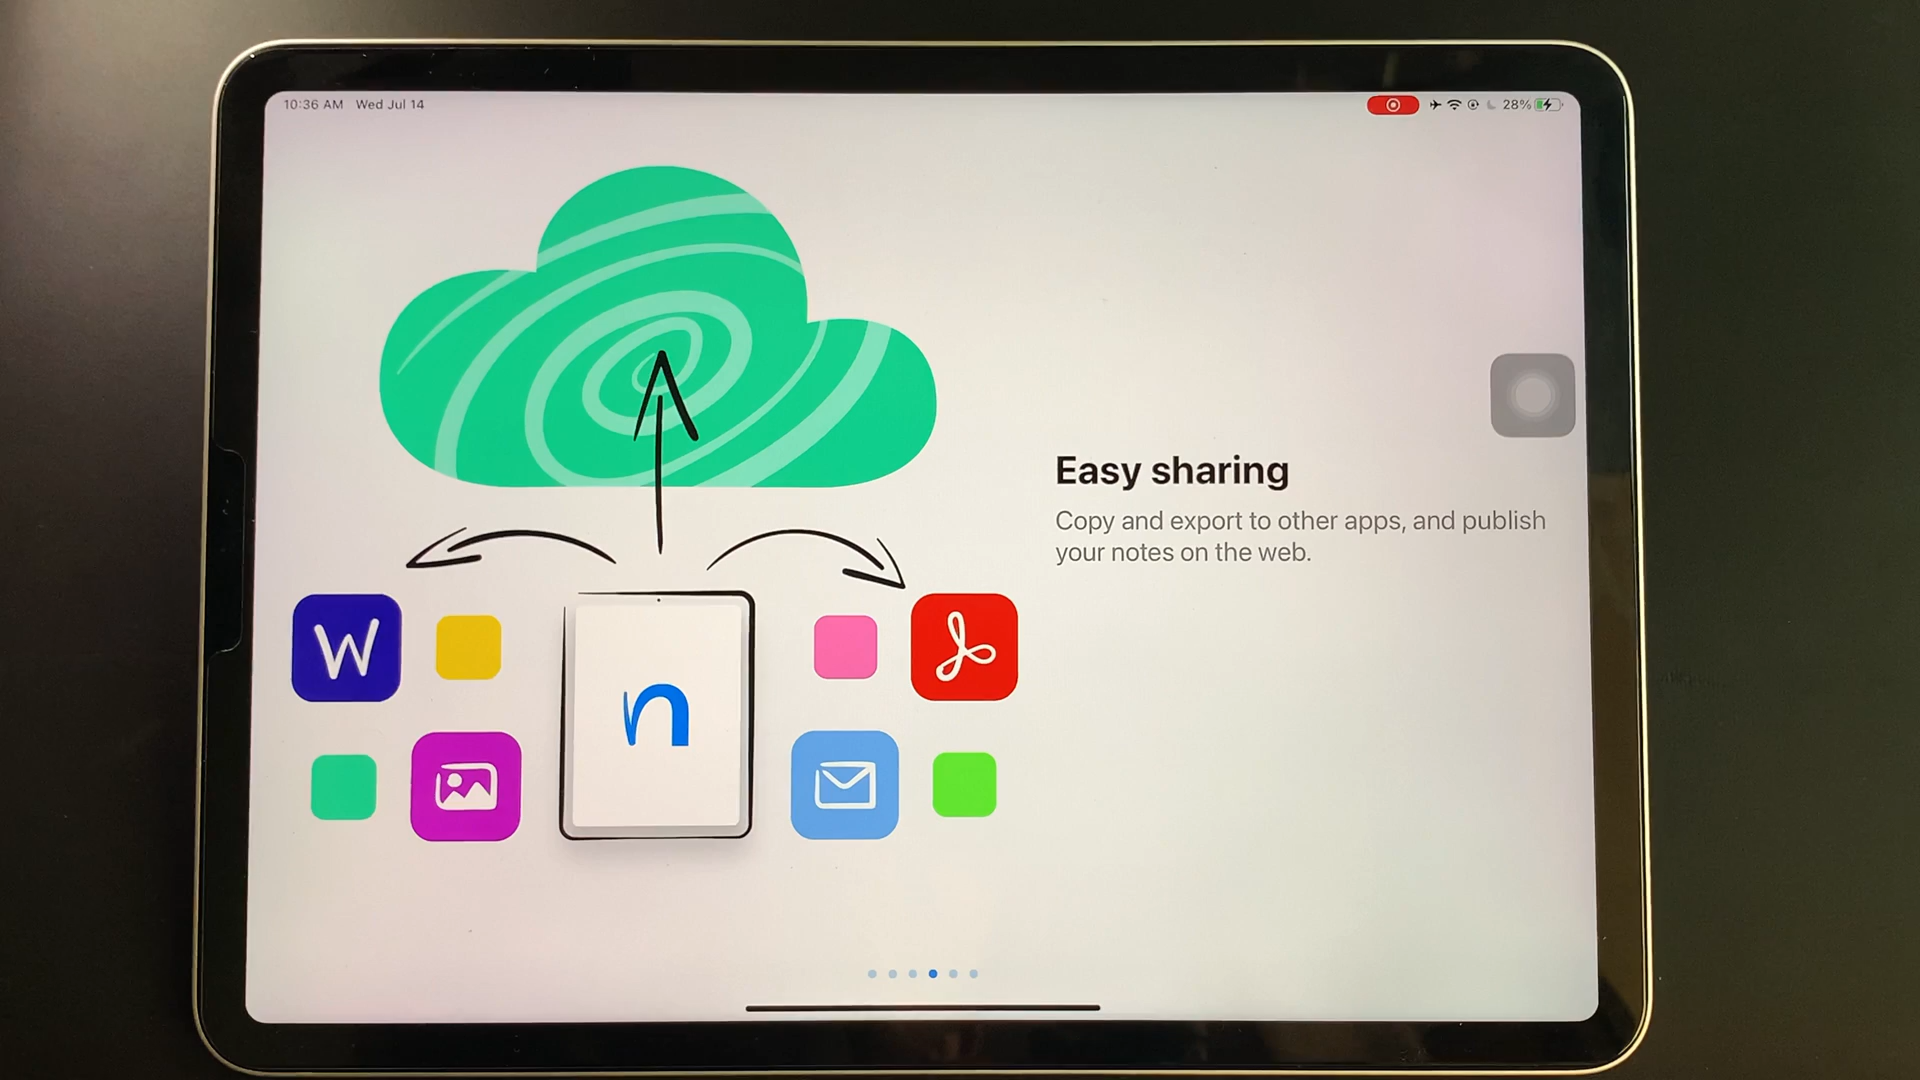 10:36 AM Wed Jul 14
28%
Easy sharing
Copy and export to other apps, and publish
your notes on the web.
W
n